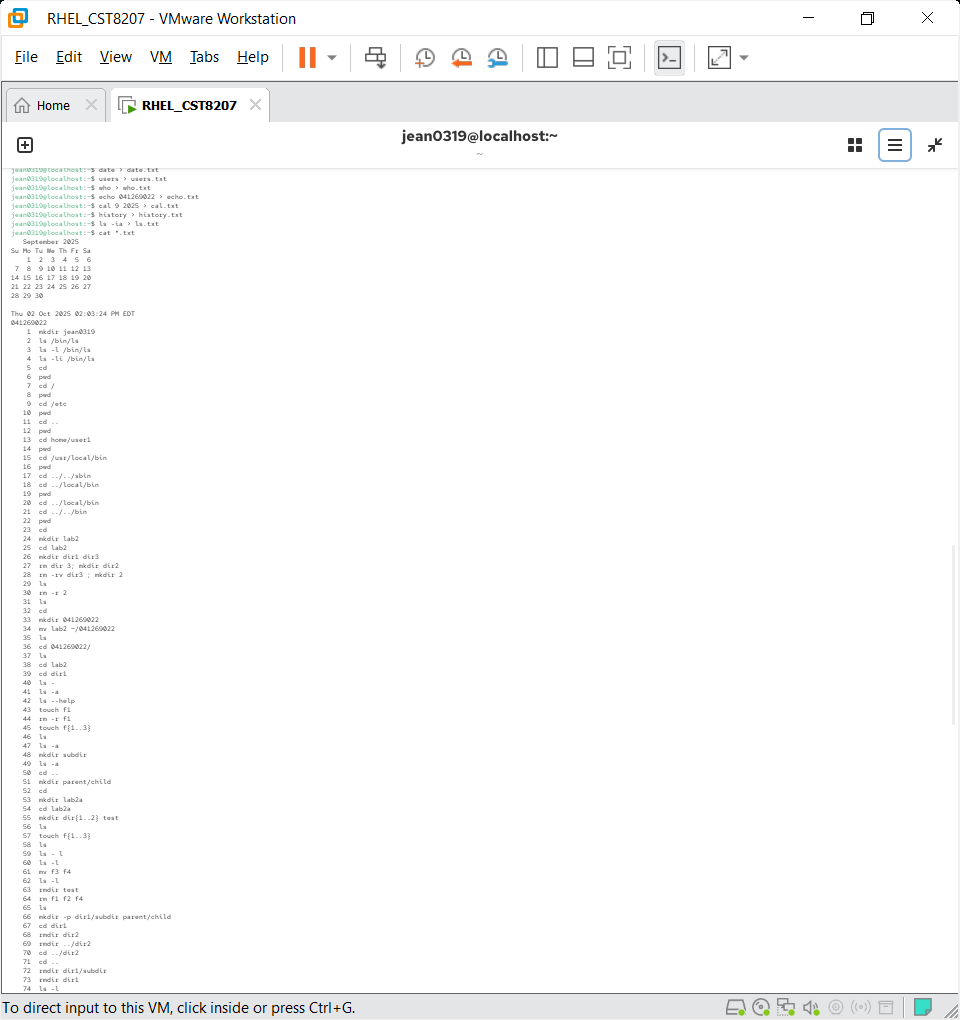 RHEL_CST8207 - VMware Workstation
File Edit View VM Tabs Help
Home RHEL_CST8207
jean0319@localhost:~
~
jean0319@localhost:~$ date > date.txt
jean0319@localhost:~$ users > users.txt
jean0319@localhost:~$ who > who.txt
jean0319@localhost:~$ echo 041269022 > echo.txt
jean0319@localhost:~$ cal 9 2025 > cal.txt
jean0319@localhost:~$ history > history.txt
jean0319@localhost:~$ ls -ia > ls.txt
jean0319@localhost:~$ cat *.txt
September 2025
Su Mo Tu We Th Fr Sa
1 2 3 4 5 6
7 8 9 10 11 12 13
14 15 16 17 18 19 20
21 22 23 24 25 26 27
28 29 30
Thu 02 Oct 2025 02:03:24 PM EDT
041269022
1 mkdir jean0319
2 ls /bin/ls
3 ls -l /bin/ls
4 ls -li /bin/ls
5 cd
6 pwd
7 cd /
8 pwd
9 cd /etc
10 pwd
11 cd ..
12 pwd
13 cd home/user1
14 pwd
15 cd /usr/local/bin
16 pwd
17 cd ../../sbin
18 cd ../local/bin
19 pwd
20 cd ../local/bin
21 cd ../../bin
22 pwd
23 cd
24 mkdir lab2
25 cd lab2
26 mkdir dir1 dir3
27 rm dir 3; mkdir dir2
28 rm -rv dir3 ; mkdir 2
29 ls
30 rm -r 2
31 ls
32 cd
33 mkdir 041269022
34 mv lab2 ~/041269022
35 ls
36 cd 041269022/
37 ls
38 cd lab2
39 cd dir1
40 ls -
41 ls -a
42 ls --help
43 touch f1
44 rm -r f1
45 touch f{1..3}
46 ls
47 ls -a
48 mkdir subdir
49 ls -a
50 cd ..
51 mkdir parent/child
52 cd
53 mkdir lab2a
54 cd lab2a
55 mkdir dir{1..2} test
56 ls
57 touch f{1..3}
58 ls
59 ls - l
60 ls -l
61 mv f3 f4
62 ls -l
63 rmdir test
64 rm f1 f2 f4
65 ls
66 mkdir -p dir1/subdir parent/child
67 cd dir1
68 rmdir dir2
69 rmdir ../dir2
70 cd ../dir2
71 cd ..
72 rmdir dir1/subdir
73 rmdir dir1
74 ls -l
To direct input to this VM, click inside or press Ctrl+G.